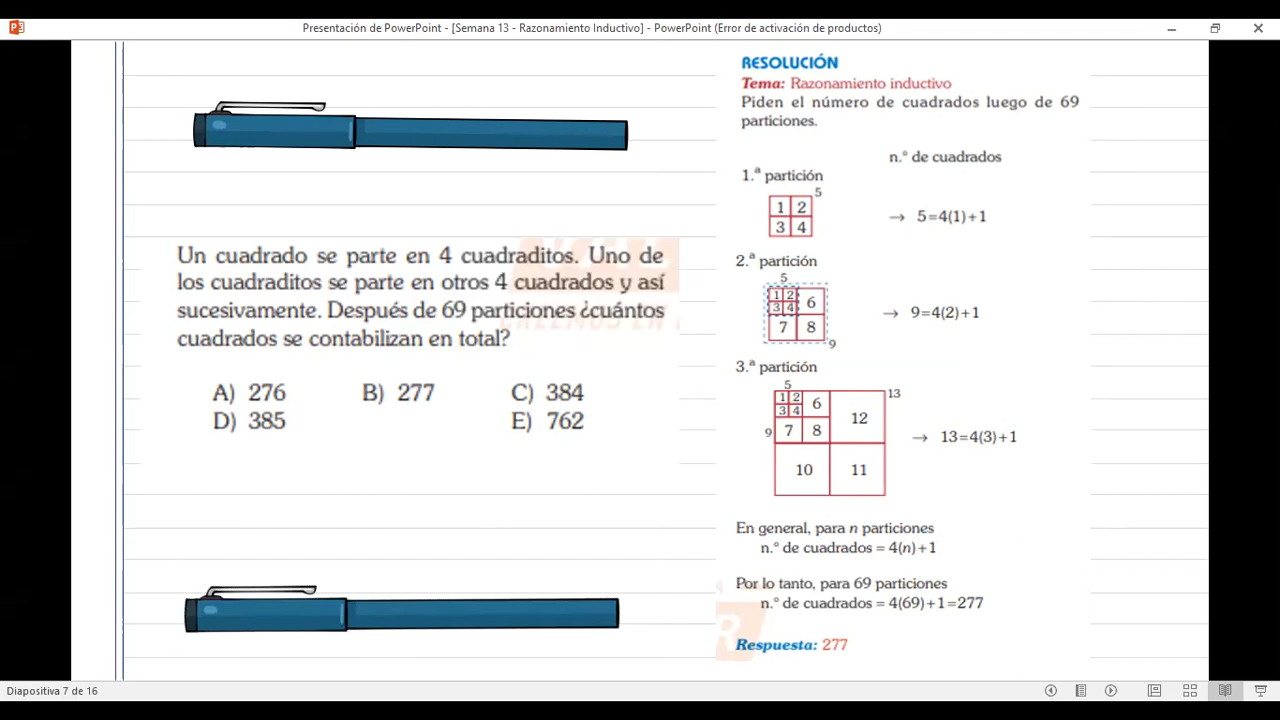 Presentación de PowerPoint - [Semana 13 - Razonamiento Inductivo] - PowerPoint (Error de activación de productos)
Un cuadrado se parte en 4 cuadraditos. Uno de
los cuadraditos se parte en otros 4 cuadrados y así
sucesivamente. Después de 69 particiones ¿cuántos
cuadrados se contabilizan en total?
A) 276 B) 277 C) 384
D) 385 E) 762
RESOLUCIÓN
Tema: Razonamiento inductivo
Piden el número de cuadrados luego de 69
particiones.
n.° de cuadrados
1.ª partición
5
1 2
3 4
→ 5=4(1)+1
2.ª partición
5
1 2
3 4
6
7 8
9
→ 9=4(2)+1
3.ª partición
5
1 2
3 4
6
12
13
9
7 8
10 11
→ 13=4(3)+1
En general, para n particiones
n.° de cuadrados = 4(n)+1
Por lo tanto, para 69 particiones
n.° de cuadrados = 4(69)+1=277
Respuesta: 277
Diapositiva 7 de 16